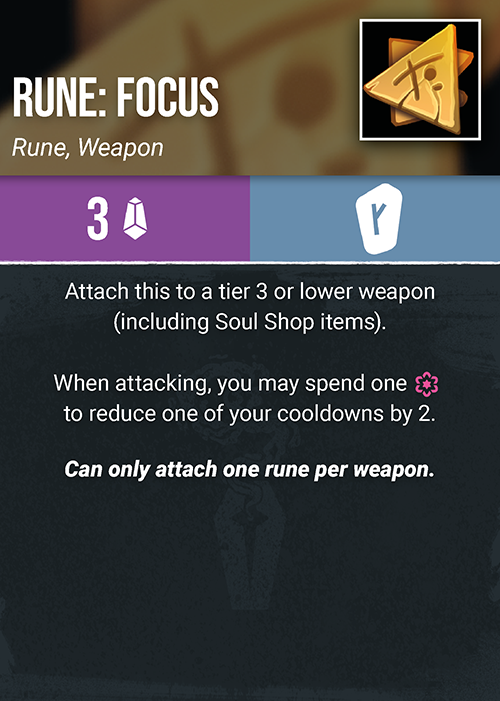 RUNE: FOCUS
Rune, Weapon
3
Attach this to a tier 3 or lower weapon
(including Soul Shop items).
When attacking, you may spend one
to reduce one of your cooldowns by 2.
Can only attach one rune per weapon.